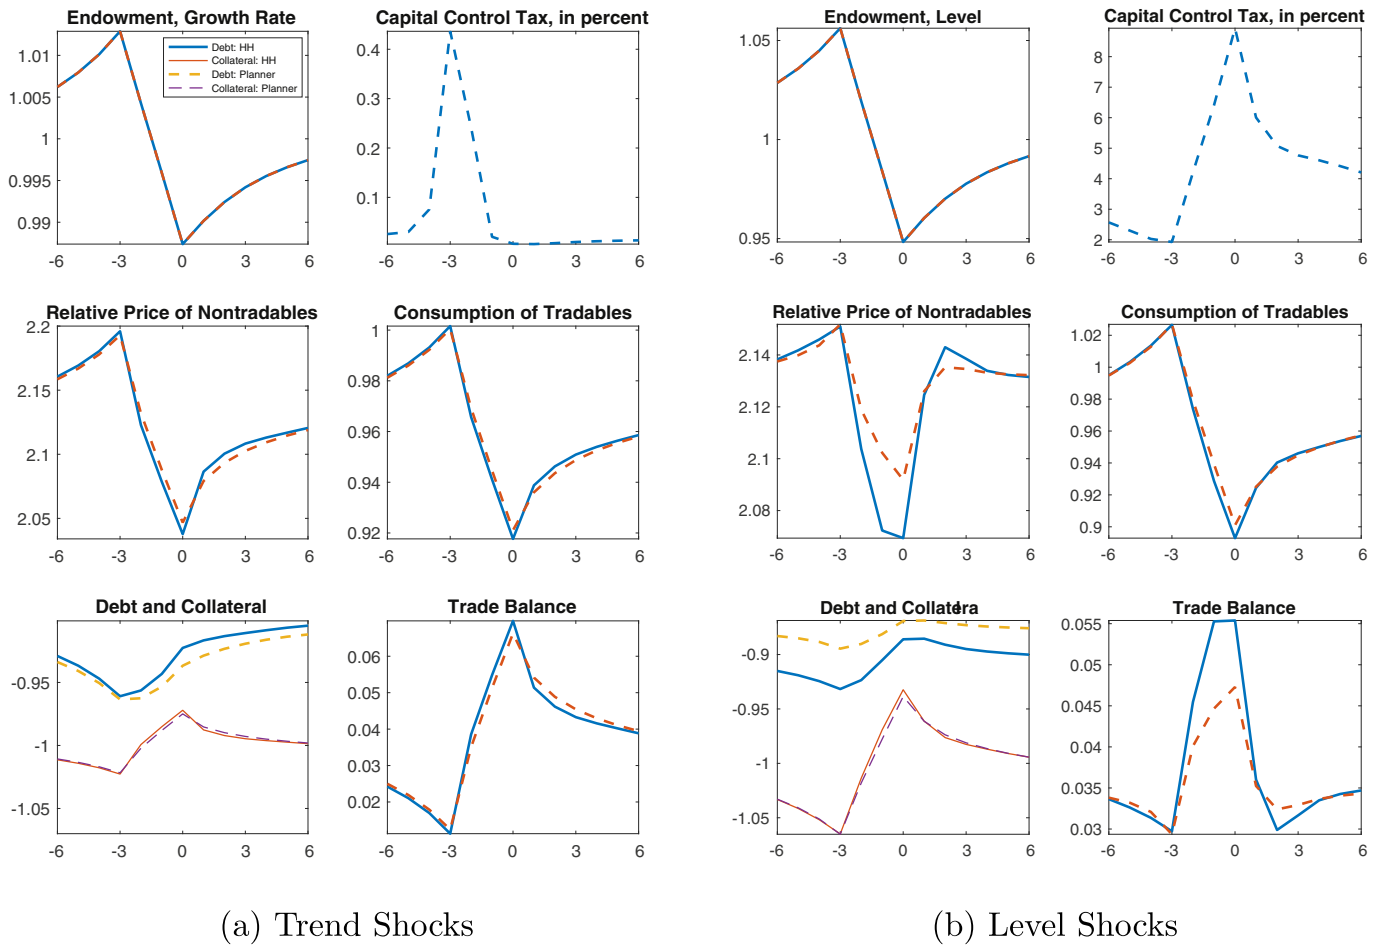 Endowment, Growth Rate
1.01
1.005
1
0.995
0.99
-6 -3 0 3 6
Debt: HH
Collateral: HH
Debt: Planner
Collateral: Planner
Capital Control Tax, in percent
0.4
0.3
0.2
0.1
-6 -3 0 3 6
Relative Price of Nontradables
2.2
2.15
2.1
2.05
-6 -3 0 3 6
Consumption of Tradables
1
0.98
0.96
0.94
0.92
-6 -3 0 3 6
Debt and Collateral
-0.95
-1
-1.05
-6 -3 0 3 6
Trade Balance
0.06
0.05
0.04
0.03
0.02
-6 -3 0 3 6
(a) Trend Shocks
Endowment, Level
1.05
1
0.95
-6 -3 0 3 6
Capital Control Tax, in percent
8
7
6
5
4
3
2
-6 -3 0 3 6
Relative Price of Nontradables
2.14
2.12
2.1
2.08
-6 -3 0 3 6
Consumption of Tradables
1.02
1
0.98
0.96
0.94
0.92
0.9
-6 -3 0 3 6
Debt and Collatera
-0.9
-0.95
-1
-1.05
-6 -3 0 3 6
Trade Balance
0.055
0.05
0.045
0.04
0.035
0.03
-6 -3 0 3 6
(b) Level Shocks